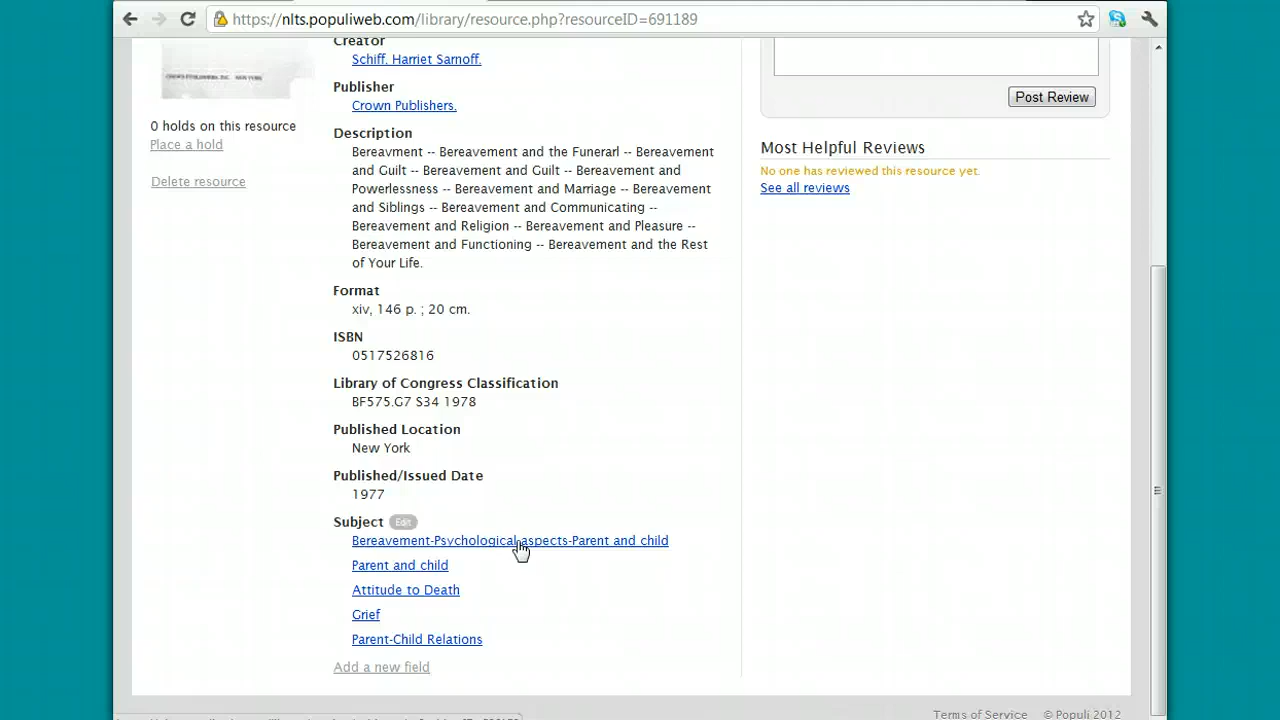 https://nlts.populiweb.com/library/resource.php?resourceID=691189
CROWN PUBLISHERS, INC. NEW YORK
0 holds on this resource
Place a hold
Delete resource
Creator
Schiff, Harriet Sarnoff.
Publisher
Crown Publishers.
Description
Bereavment -- Bereavement and the Funerarl -- Bereavement
and Guilt -- Bereavement and Guilt -- Bereavement and
Powerlessness -- Bereavement and Marriage -- Bereavement
and Siblings -- Bereavement and Communicating --
Bereavement and Religion -- Bereavement and Pleasure --
Bereavement and Functioning -- Bereavement and the Rest
of Your Life.
Format
xiv, 146 p. ; 20 cm.
ISBN
0517526816
Library of Congress Classification
BF575.G7 S34 1978
Published Location
New York
Published/Issued Date
1977
Subject Edit
Bereavement-Psychological aspects-Parent and child
Parent and child
Attitude to Death
Grief
Parent-Child Relations
Add a new field
Post Review
Most Helpful Reviews
No one has reviewed this resource yet.
See all reviews
Terms of Service © Populi 2012